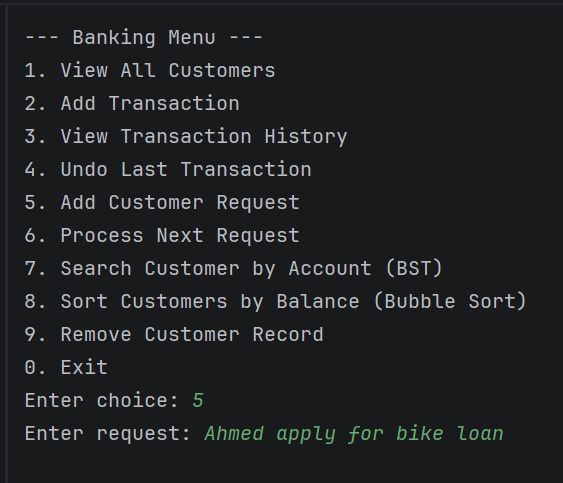 --- Banking Menu ---
1. View All Customers
2. Add Transaction
3. View Transaction History
4. Undo Last Transaction
5. Add Customer Request
6. Process Next Request
7. Search Customer by Account (BST)
8. Sort Customers by Balance (Bubble Sort)
9. Remove Customer Record
0. Exit
Enter choice: 5
Enter request: Ahmed apply for bike loan